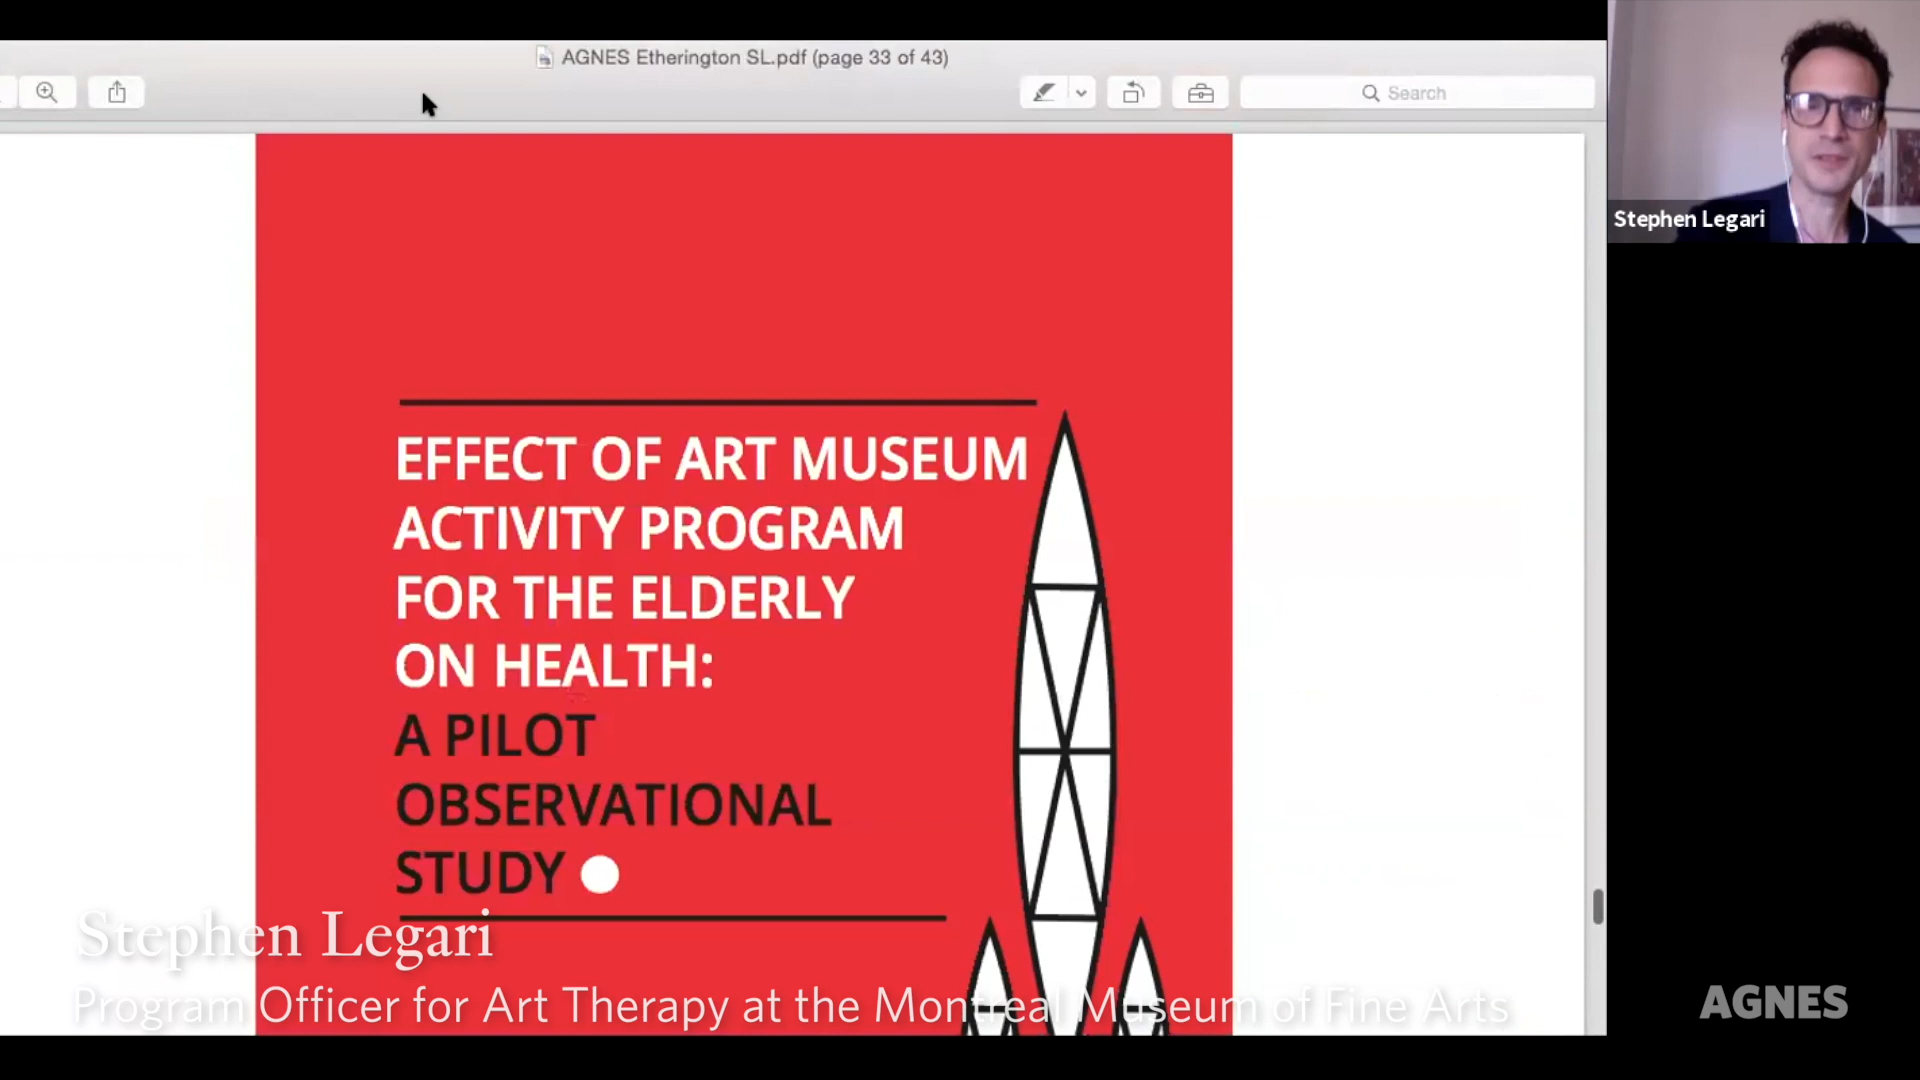 AGNES Etherington SL.pdf (page 33 of 43)
Search
Stephen Legari
EFFECT OF ART MUSEUM
ACTIVITY PROGRAM
FOR THE ELDERLY
ON HEALTH:
A PILOT
OBSERVATIONAL
STUDY
Stephen Legari
Program Officer for Art Therapy at the Montreal Museum of Fine Arts
AGNES